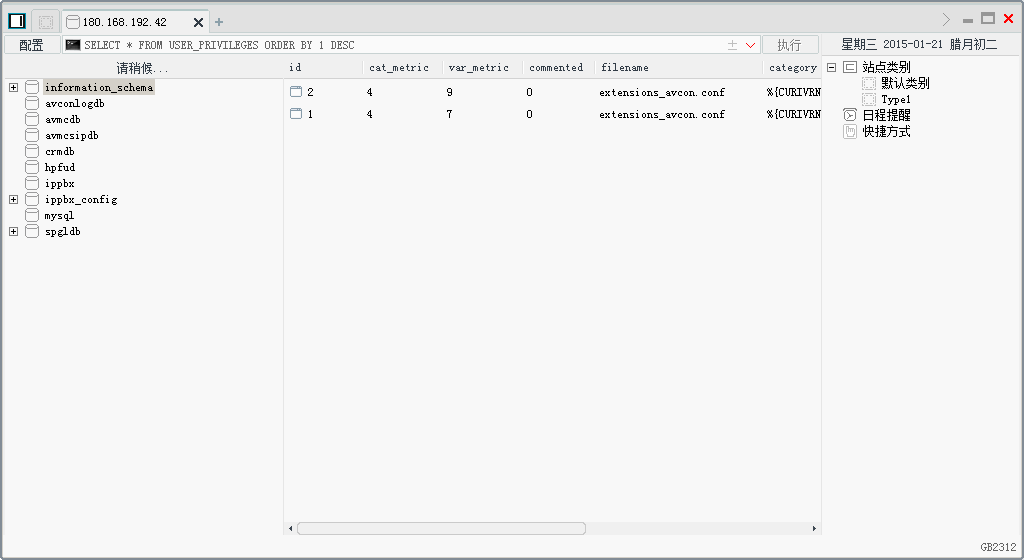 180.168.192.42
配置 SELECT * FROM USER_PRIVILEGES ORDER BY 1 DESC 执行 星期三 2015-01-21 腊月初二
请稍候...
information_schema
avconlogdb
avmcdb
avmcsipdb
crmdb
hpfud
ippbx
ippbx_config
mysql
spgldb
id cat_metric var_metric commented filename category
2 4 9 0 extensions_avcon.conf %{CURIVRN
1 4 7 0 extensions_avcon.conf %{CURIVRN
站点类别
默认类别
Type1
日程提醒
快捷方式
GB2312